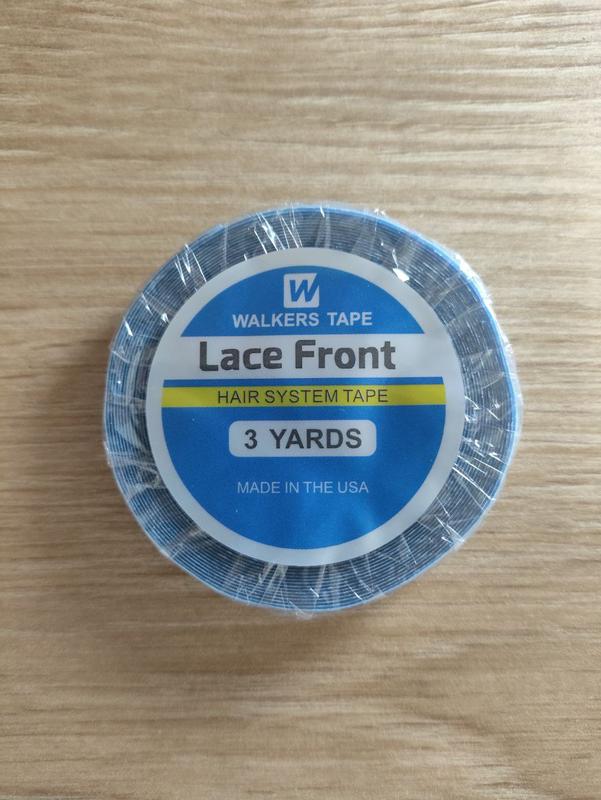 W
WALKERS TAPE
Lace Front
HAIR SYSTEM TAPE
3 YARDS
MADE IN THE USA